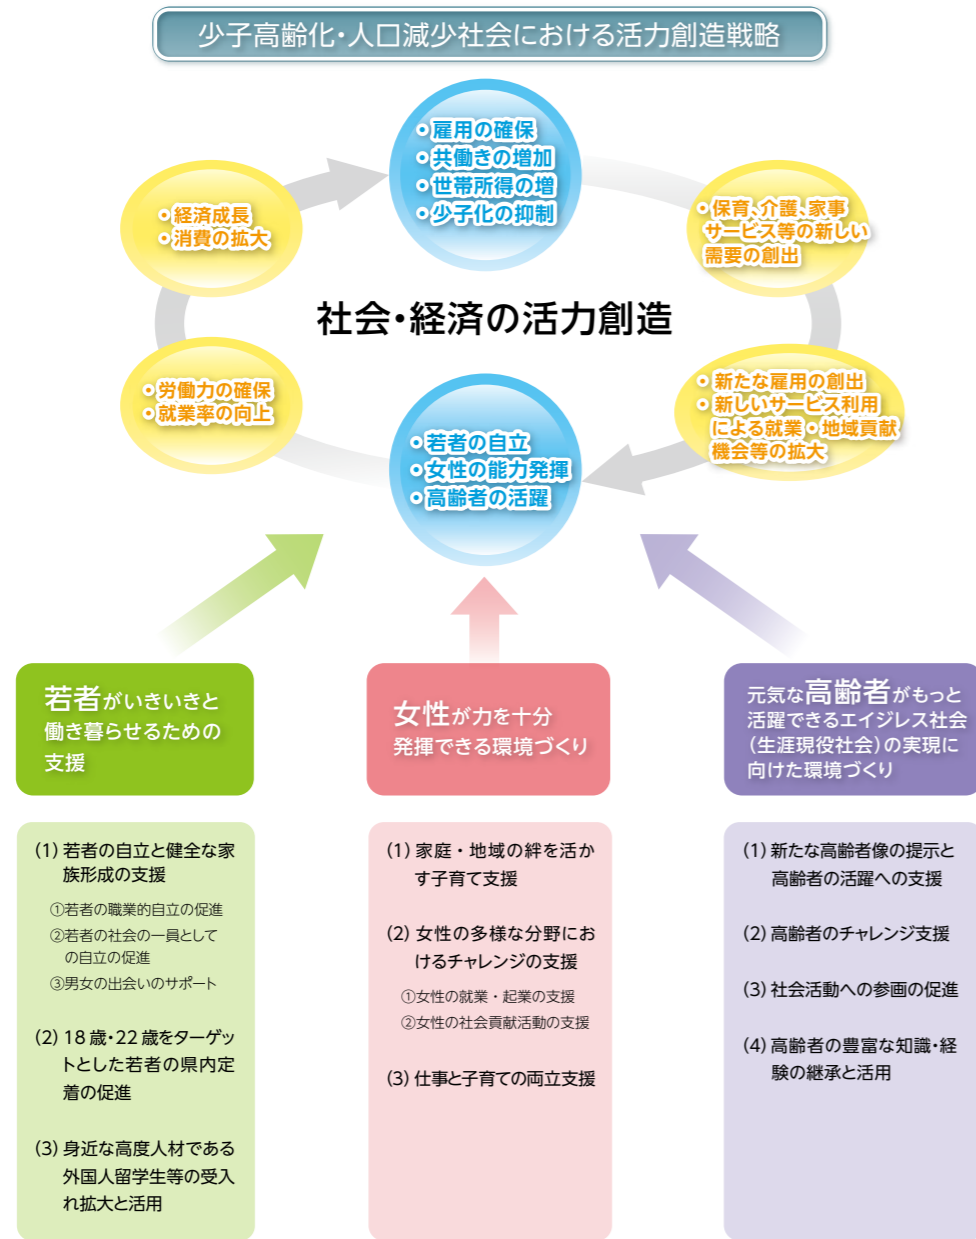 少子高齢化・人口減少社会における活力創造戦略
・雇用の確保
・共働きの増加
・世帯所得の増
・少子化の抑制
・経済成長
・消費の拡大
・保育、介護、家事
サービス等の新しい
需要の創出
社会・経済の活力創造
・労働力の確保
・就業率の向上
・新たな雇用の創出
・新しいサービス利用
による就業・地域貢献
機会等の拡大
・若者の自立
・女性の能力発揮
・高齢者の活躍
若者がいきいきと
働き暮らせるための
支援
女性が力を十分
発揮できる環境づくり
元気な高齢者がもっと
活躍できるエイジレス社会
（生涯現役社会）の実現に
向けた環境づくり
(1) 若者の自立と健全な家
族形成の支援
①若者の職業的自立の促進
②若者の社会の一員として
の自立の促進
③男女の出会いのサポート
(2) 18歳・22歳をターゲッ
トとした若者の県内定
着の促進
(3) 身近な高度人材である
外国人留学生等の受入
れ拡大と活用
(1) 家庭・地域の絆を活か
す子育て支援
(2) 女性の多様な分野にお
けるチャレンジの支援
①女性の就業・起業の支援
②女性の社会貢献活動の支援
(3) 仕事と子育ての両立支援
(1) 新たな高齢者像の提示と
高齢者の活躍への支援
(2) 高齢者のチャレンジ支援
(3) 社会活動への参画の促進
(4) 高齢者の豊富な知識・経
験の継承と活用